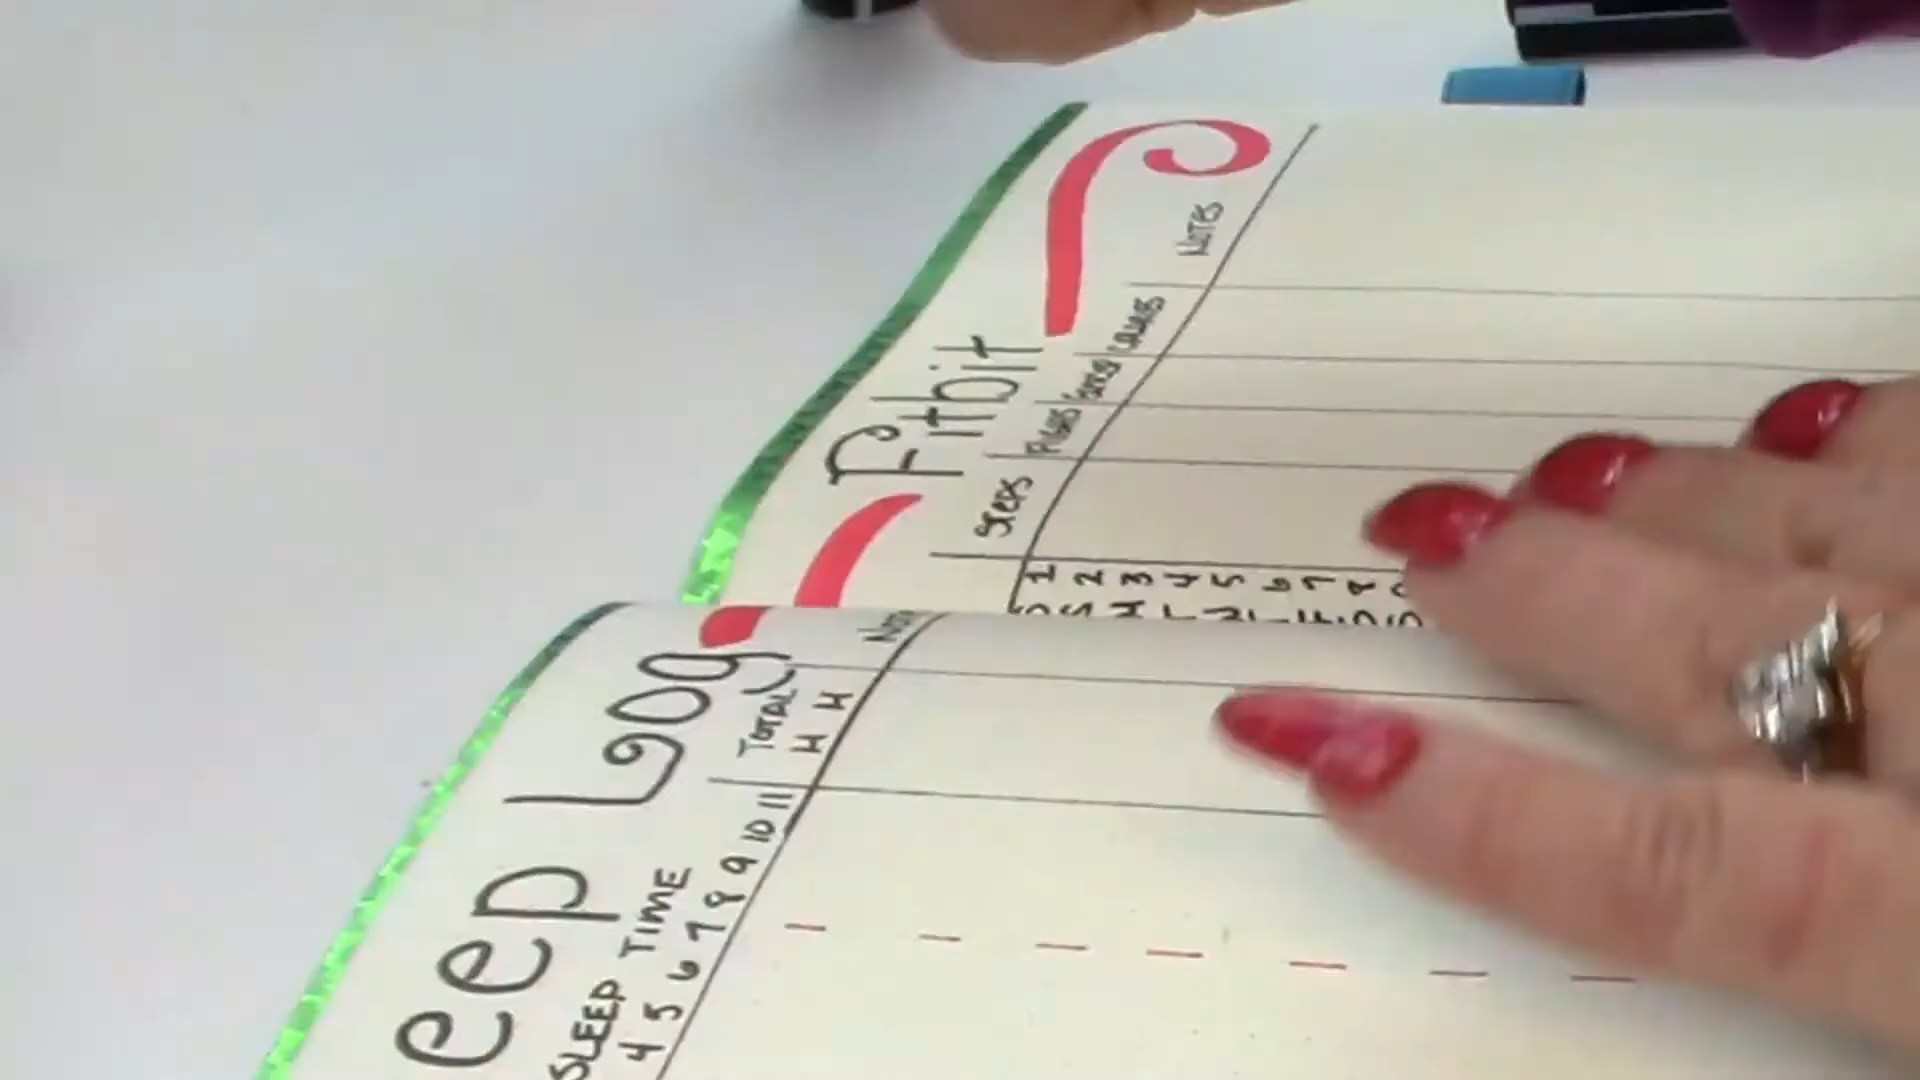 eep Log
SLEEP TIME
4 5 6 7 8 9 10 11
TOTAL
H H
Fitbit
STEPS
NOTES
1
2
3
4
5
6
7
8